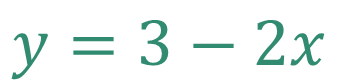 y = 3 − 2x